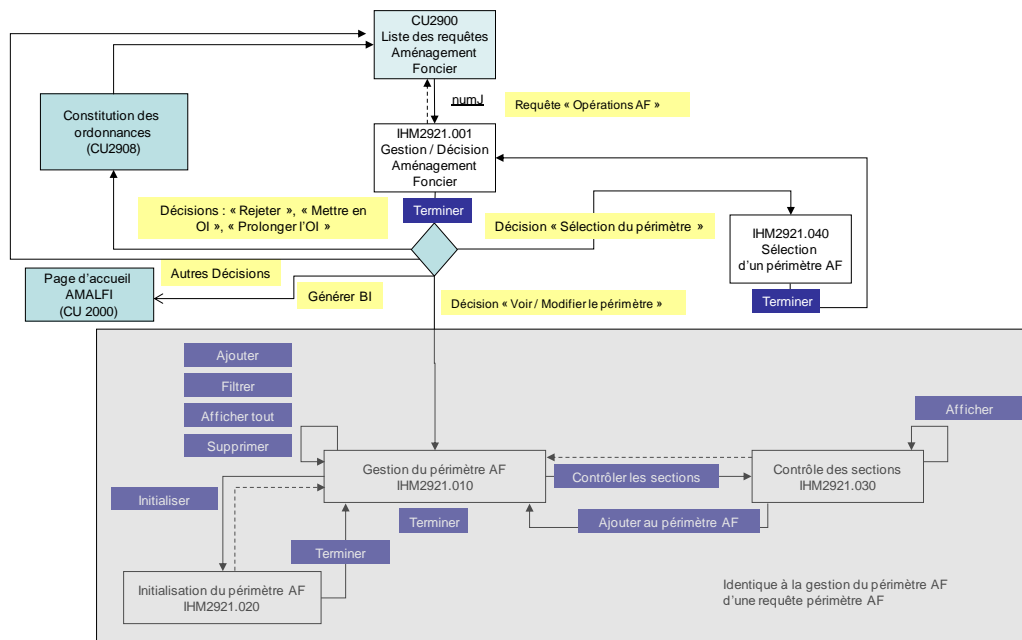 CU2900
Liste des requêtes
Aménagement
Foncier
numJ
Requête « Opérations AF »
Constitution des
ordonnances
(CU2908)
IHM2921.001
Gestion / Décision
Aménagement
Foncier
Terminer
Décisions : « Rejeter », « Mettre en
OI », « Prolonger l'OI »
Décision « Sélection du périmètre »
IHM2921.040
Sélection
d'un périmètre AF
Terminer
Autres Décisions
Page d'accueil
AMALFI
(CU 2000)
Générer BI
Décision « Voir / Modifier le périmètre »
Ajouter
Filtrer
Afficher tout
Supprimer
Afficher
Gestion du périmètre AF
IHM2921.010
Contrôler les sections
Contrôle des sections
IHM2921.030
Initialiser
Terminer
Ajouter au périmètre AF
Terminer
Initialisation du périmètre AF
IHM2921.020
Identique à la gestion du périmètre AF
d'une requête périmètre AF